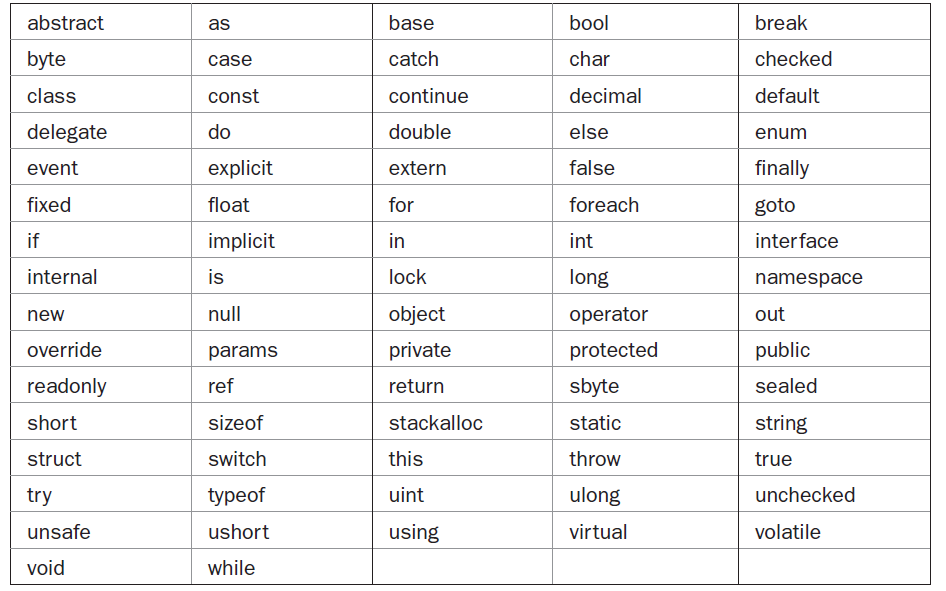 abstract as base bool break
byte case catch char checked
class const continue decimal default
delegate do double else enum
event explicit extern false finally
fixed float for foreach goto
if implicit in int interface
internal is lock long namespace
new null object operator out
override params private protected public
readonly ref return sbyte sealed
short sizeof stackalloc static string
struct switch this throw true
try typeof uint ulong unchecked
unsafe ushort using virtual volatile
void while